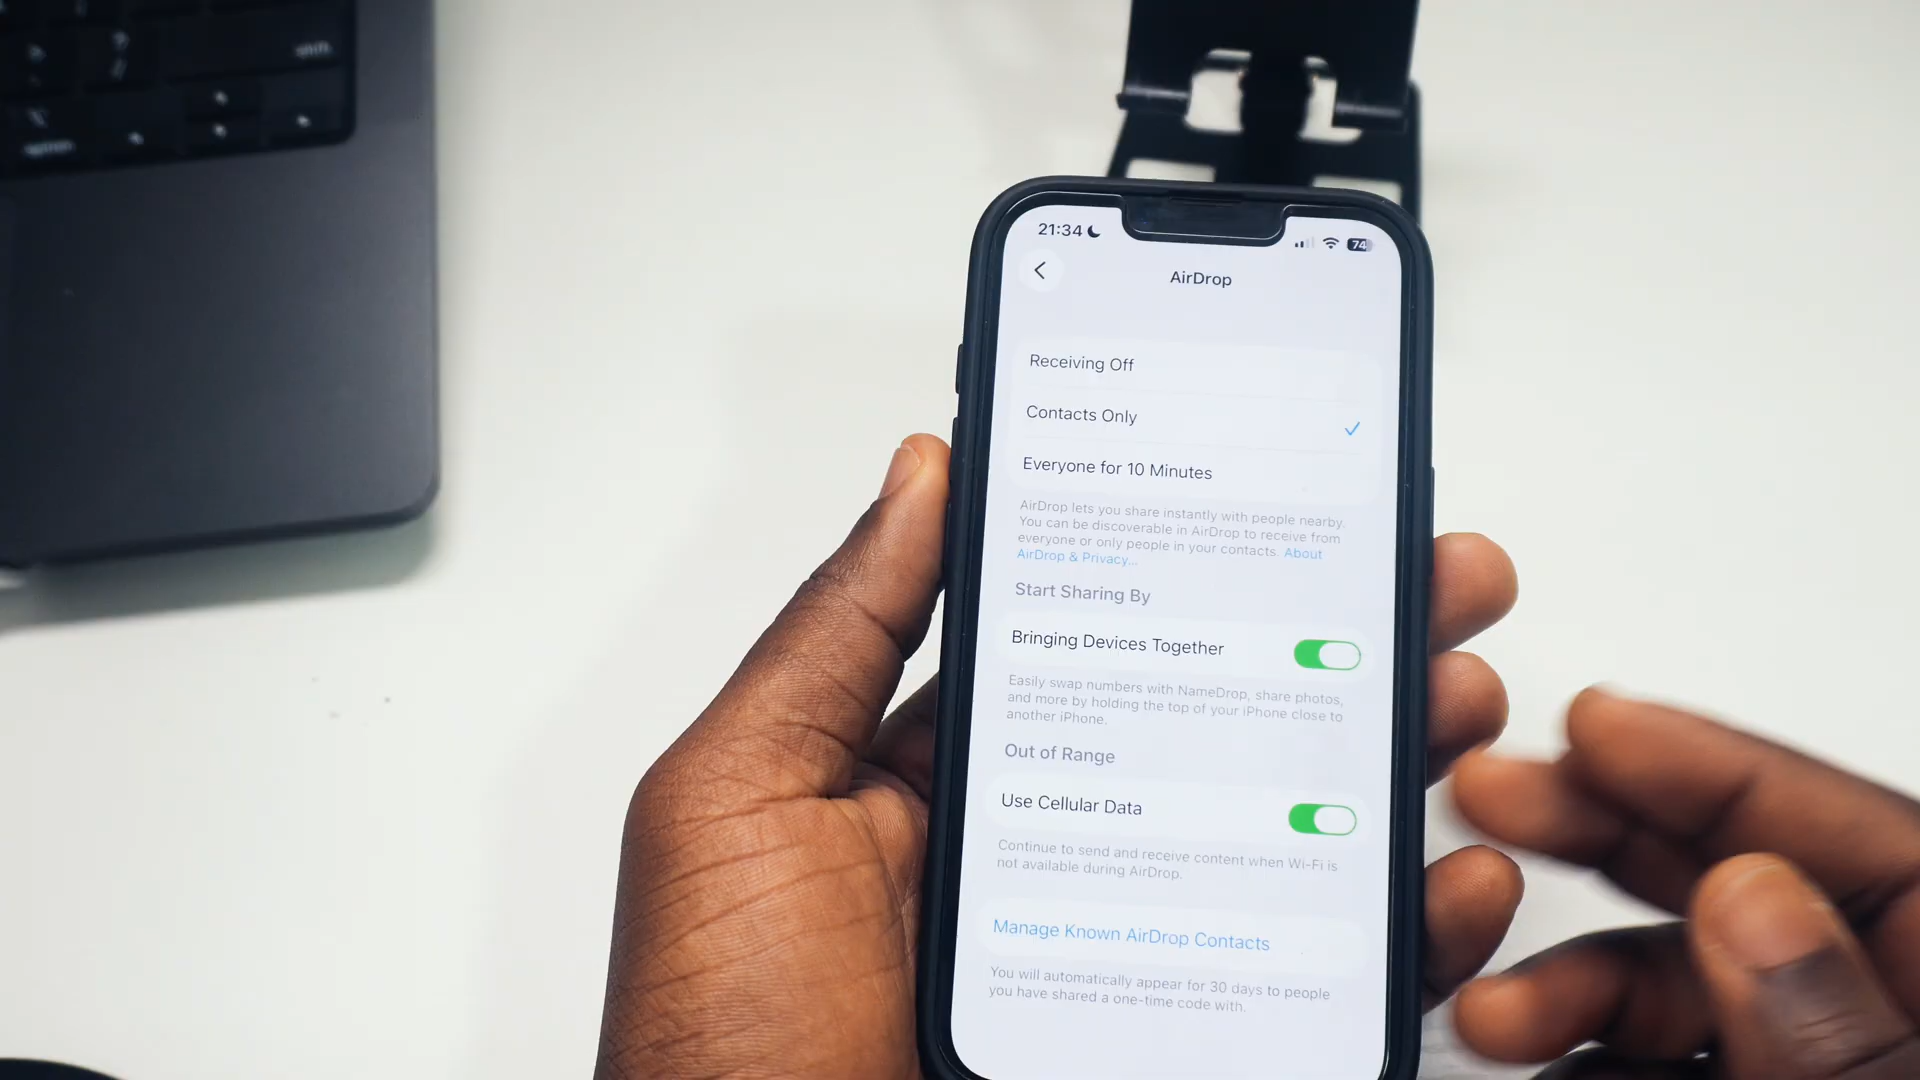 shift
option
21:34
74
AirDrop
Receiving Off
Contacts Only
Everyone for 10 Minutes
AirDrop lets you share instantly with people nearby.
You can be discoverable in AirDrop to receive from
everyone or only people in your contacts. About
AirDrop & Privacy...
Start Sharing By
Bringing Devices Together
Easily swap numbers with NameDrop, share photos,
and more by holding the top of your iPhone close to
another iPhone.
Out of Range
Use Cellular Data
Continue to send and receive content when Wi-Fi is
not available during AirDrop.
Manage Known AirDrop Contacts
You will automatically appear for 30 days to people
you have shared a one-time code with.